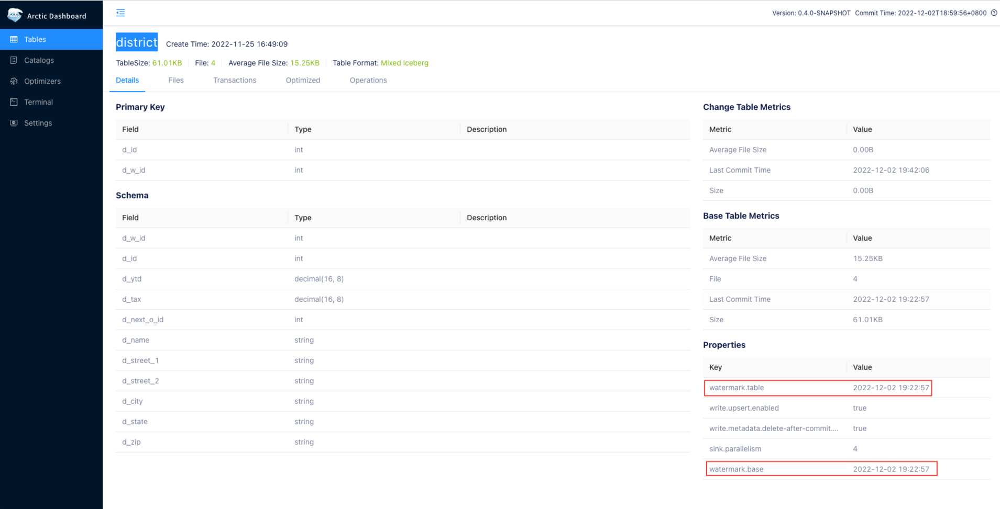 Arctic Dashboard
Version: 0.4.0-SNAPSHOT Commit Time: 2022-12-02T18:59:56+0800
Tables
Catalogs
Optimizers
Terminal
Settings
district Create Time: 2022-11-25 16:49:09
TableSize: 61.01KB File: 4 Average File Size: 15.25KB Table Format: Mixed Iceberg
Details Files Transactions Optimized Operations
Primary Key
Field Type Description
d_id int
d_w_id int
Schema
Field Type Description
d_w_id int
d_id int
d_ytd decimal(16, 8)
d_tax decimal(16, 8)
d_next_o_id int
d_name string
d_street_1 string
d_street_2 string
d_city string
d_state string
d_zip string
Change Table Metrics
Metric Value
Average File Size 0.00B
Last Commit Time 2022-12-02 19:42:06
Size 0.00B
Base Table Metrics
Metric Value
Average File Size 15.25KB
File 4
Last Commit Time 2022-12-02 19:22:57
Size 61.01KB
Properties
Key Value
watermark.table 2022-12-02 19:22:57
write.upsert.enabled true
write.metadata.delete-after-commit.... true
sink.parallelism 4
watermark.base 2022-12-02 19:22:57